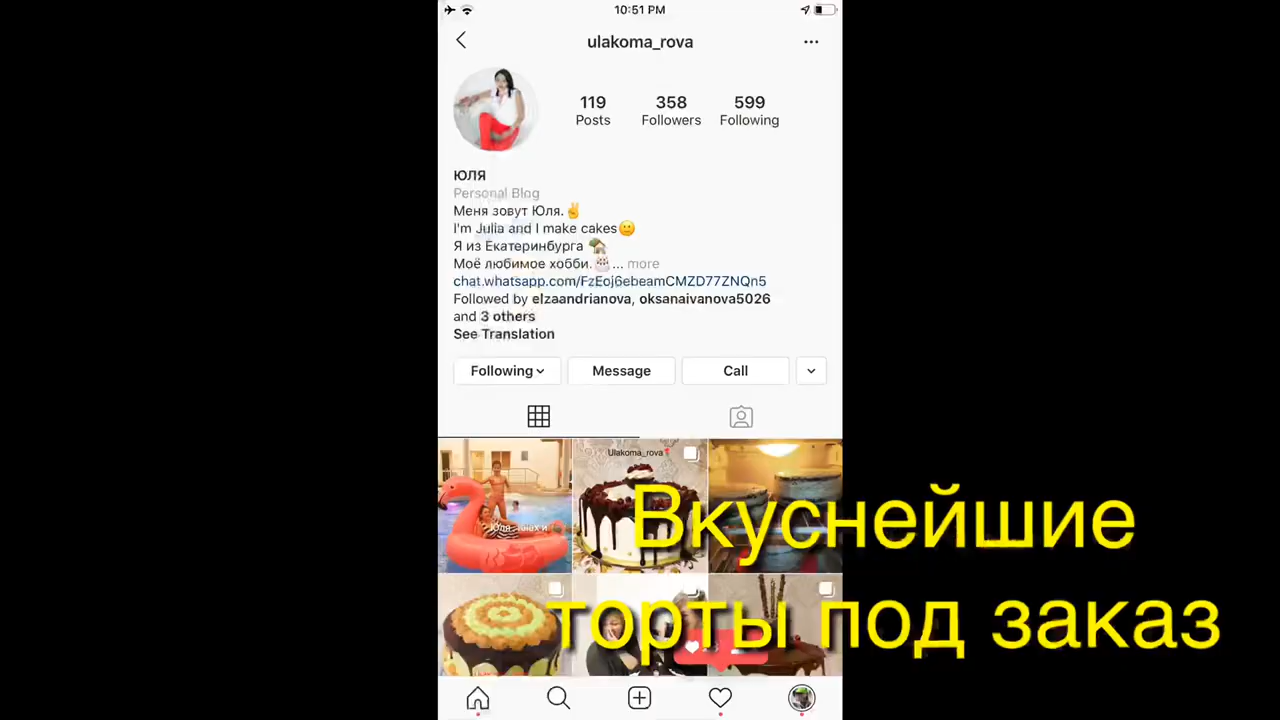 10:51 PM
ulakoma_rova
119 358 599
Posts Followers Following
ЮЛЯ
Personal Blog
Меня зовут Юля.✌
I'm Julia and I make cakes🙂
Я из Екатеринбурга 🏡
Моё любимое хобби.🎂... more
chat.whatsapp.com/FzEoj6ebeamCMZD77ZNQn5
Followed by elzaandrianova, oksanaivanova5026
and 3 others
See Translation
Following Message Call
Ulakoma_rova
Вкуснейшие
торты под заказ